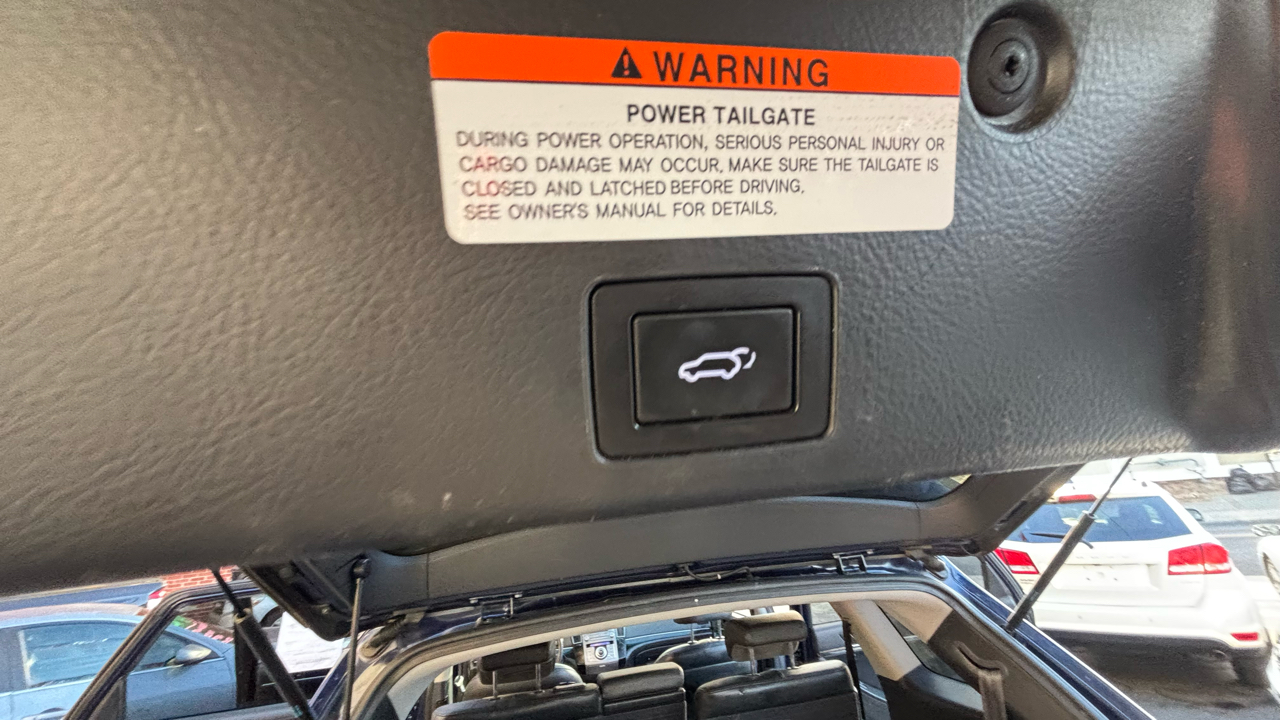 WARNING
POWER TAILGATE
DURING POWER OPERATION, SERIOUS PERSONAL INJURY OR
CARGO DAMAGE MAY OCCUR. MAKE SURE THE TAILGATE IS
CLOSED AND LATCHED BEFORE DRIVING.
SEE OWNER'S MANUAL FOR DETAILS.